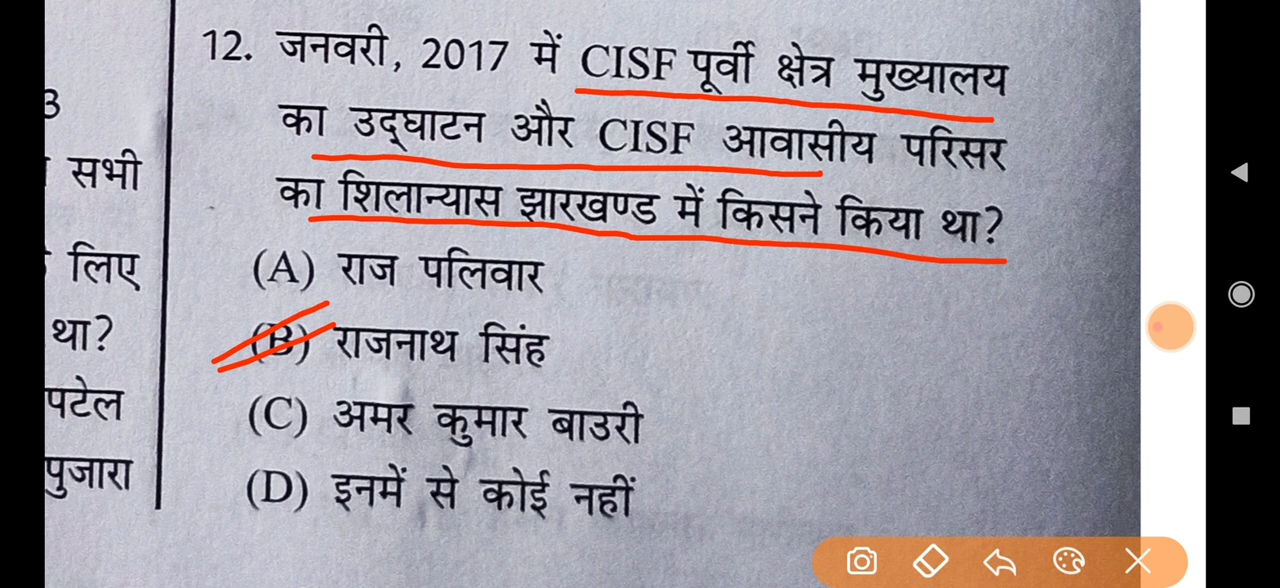 3
सभी
लिए
था?
पटेल
पुजारा
12. जनवरी, 2017 में CISF पूर्वी क्षेत्र मुख्यालय
का उद्घाटन और CISF आवासीय परिसर
का शिलान्यास झारखण्ड में किसने किया था?
(A) राज पलिवार
(B) राजनाथ सिंह
(C) अमर कुमार बाउरी
(D) इनमें से कोई नहीं